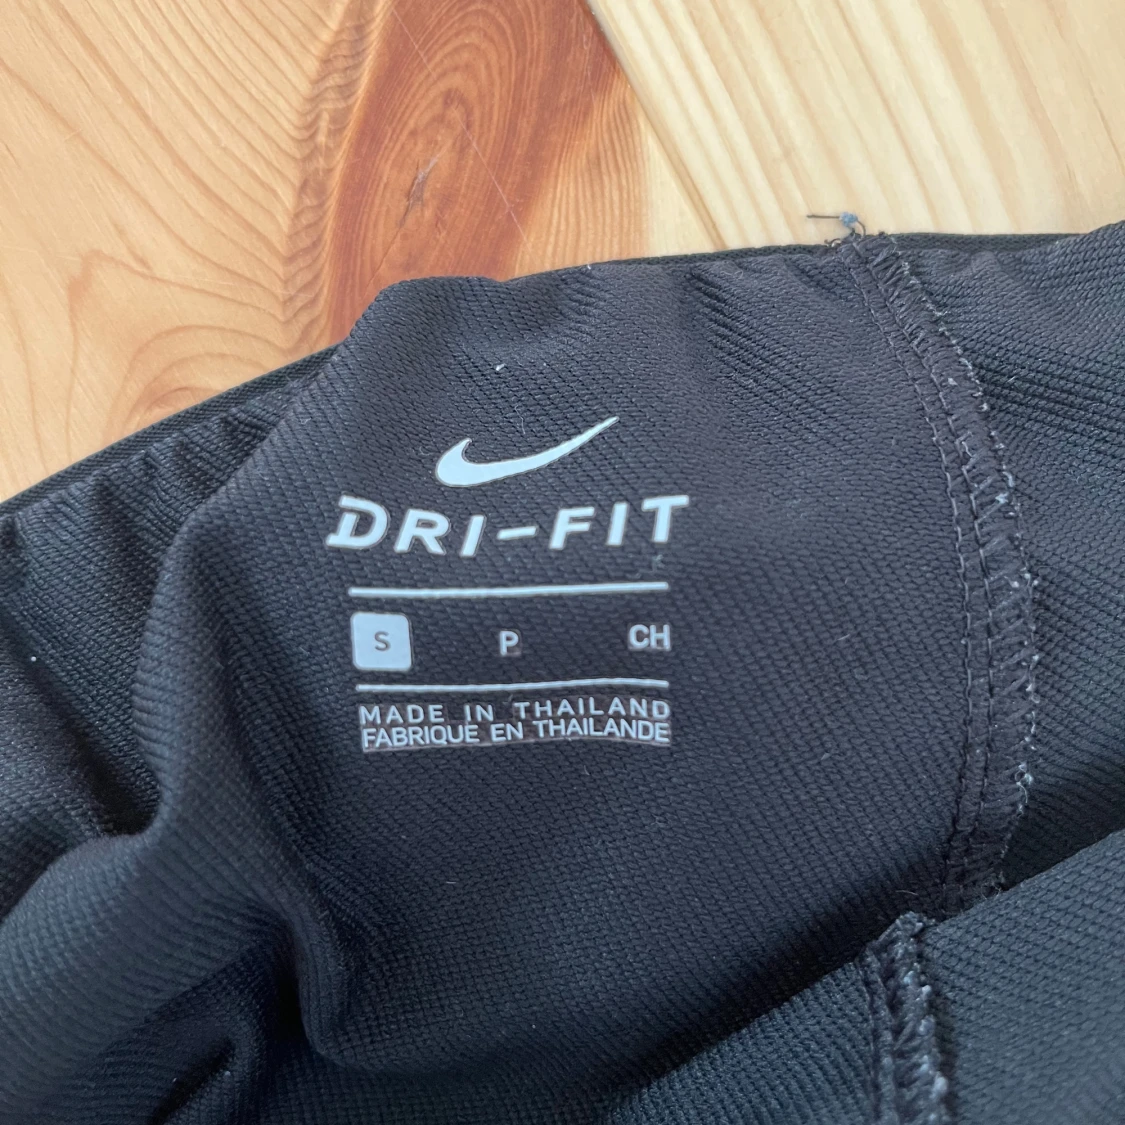 DRI-FIT
S P CH
MADE IN THAILAND
FABRIQUE EN THAILANDE